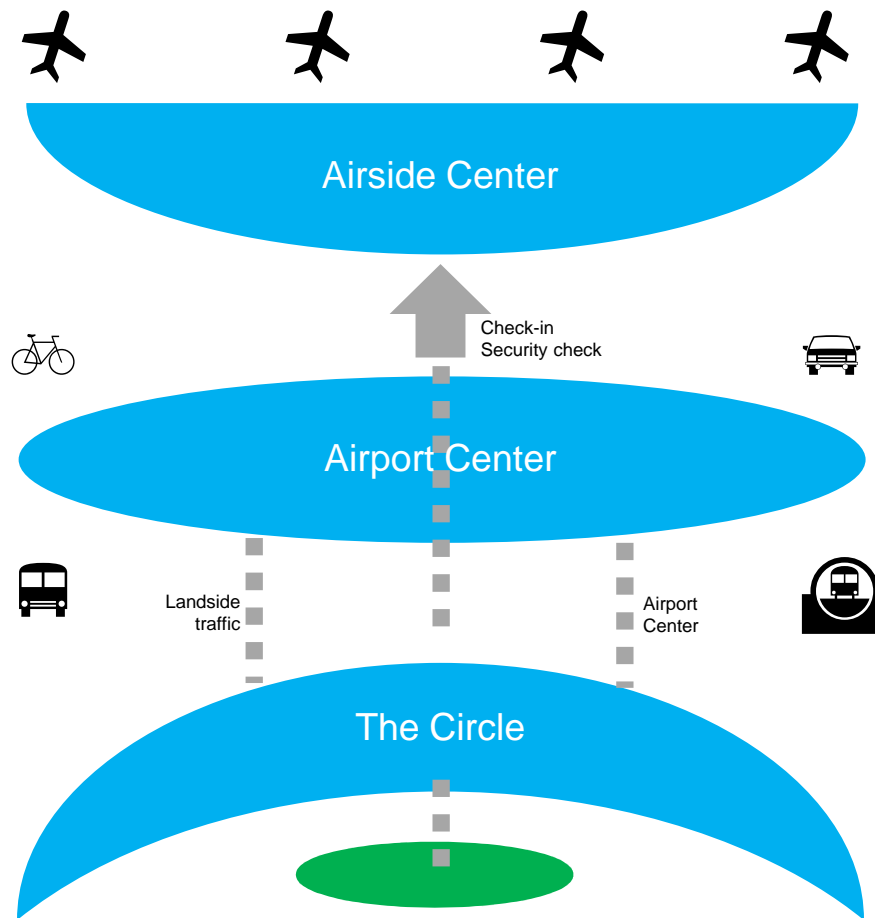 Airside Center
Check-in
Security check
Airport Center
Landside
traffic
Airport
Center
The Circle